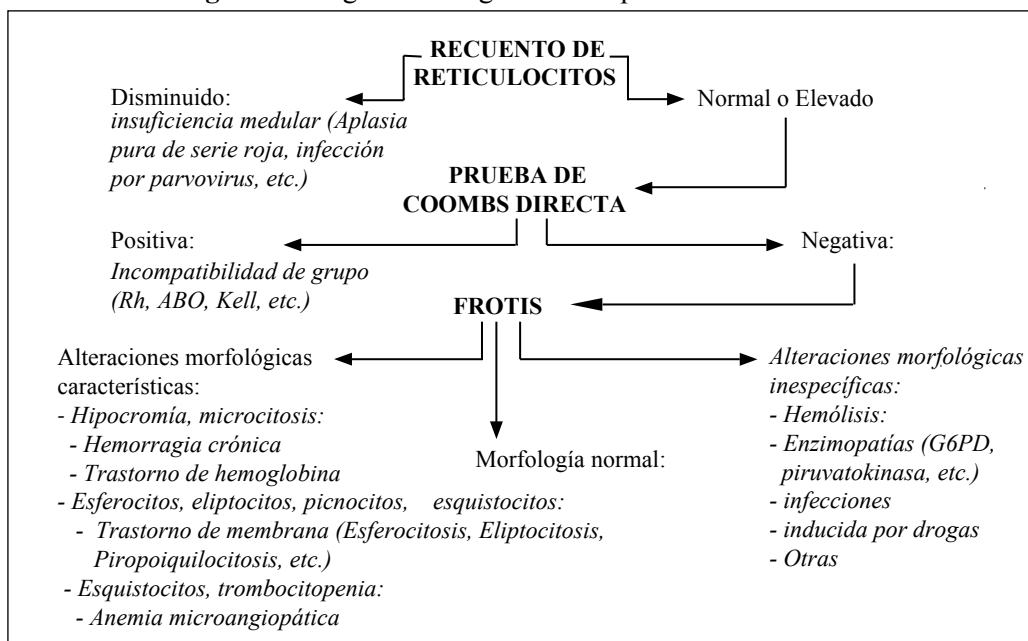 RECUENTO DE
RETICULOCITOS
Disminuido:
insuficiencia medular (Aplasia
pura de serie roja, infección
por parvovirus, etc.)
Normal o Elevado
PRUEBA DE
COOMBS DIRECTA
Positiva:
Incompatibilidad de grupo
(Rh, ABO, Kell, etc.)
Negativa:
FROTIS
Alteraciones morfológicas
características:
- Hipocromía, microcitosis:
- Hemorragia crónica
- Trastorno de hemoglobina
- Esferocitos, eliptocitos, picnocitos, esquistocitos:
- Trastorno de membrana (Esferocitosis, Eliptocitosis,
Piropoiquilocitosis, etc.)
- Esquistocitos, trombocitopenia:
- Anemia microangiopática
Morfología normal:
Alteraciones morfológicas
inespecíficas:
- Hemólisis:
- Enzimopatías (G6PD,
piruvatokinasa, etc.)
- infecciones
- inducida por drogas
- Otras